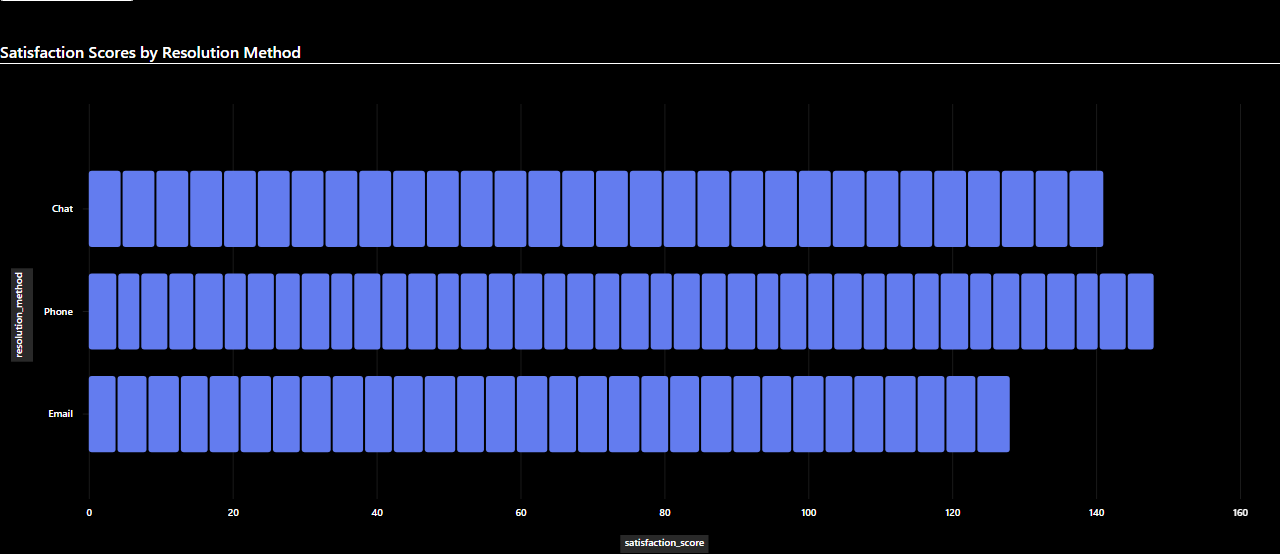 Satisfaction Scores by Resolution Method
Chat
Phone
Email
resolution_method
0 20 40 60 80 100 120 140 160
satisfaction_score